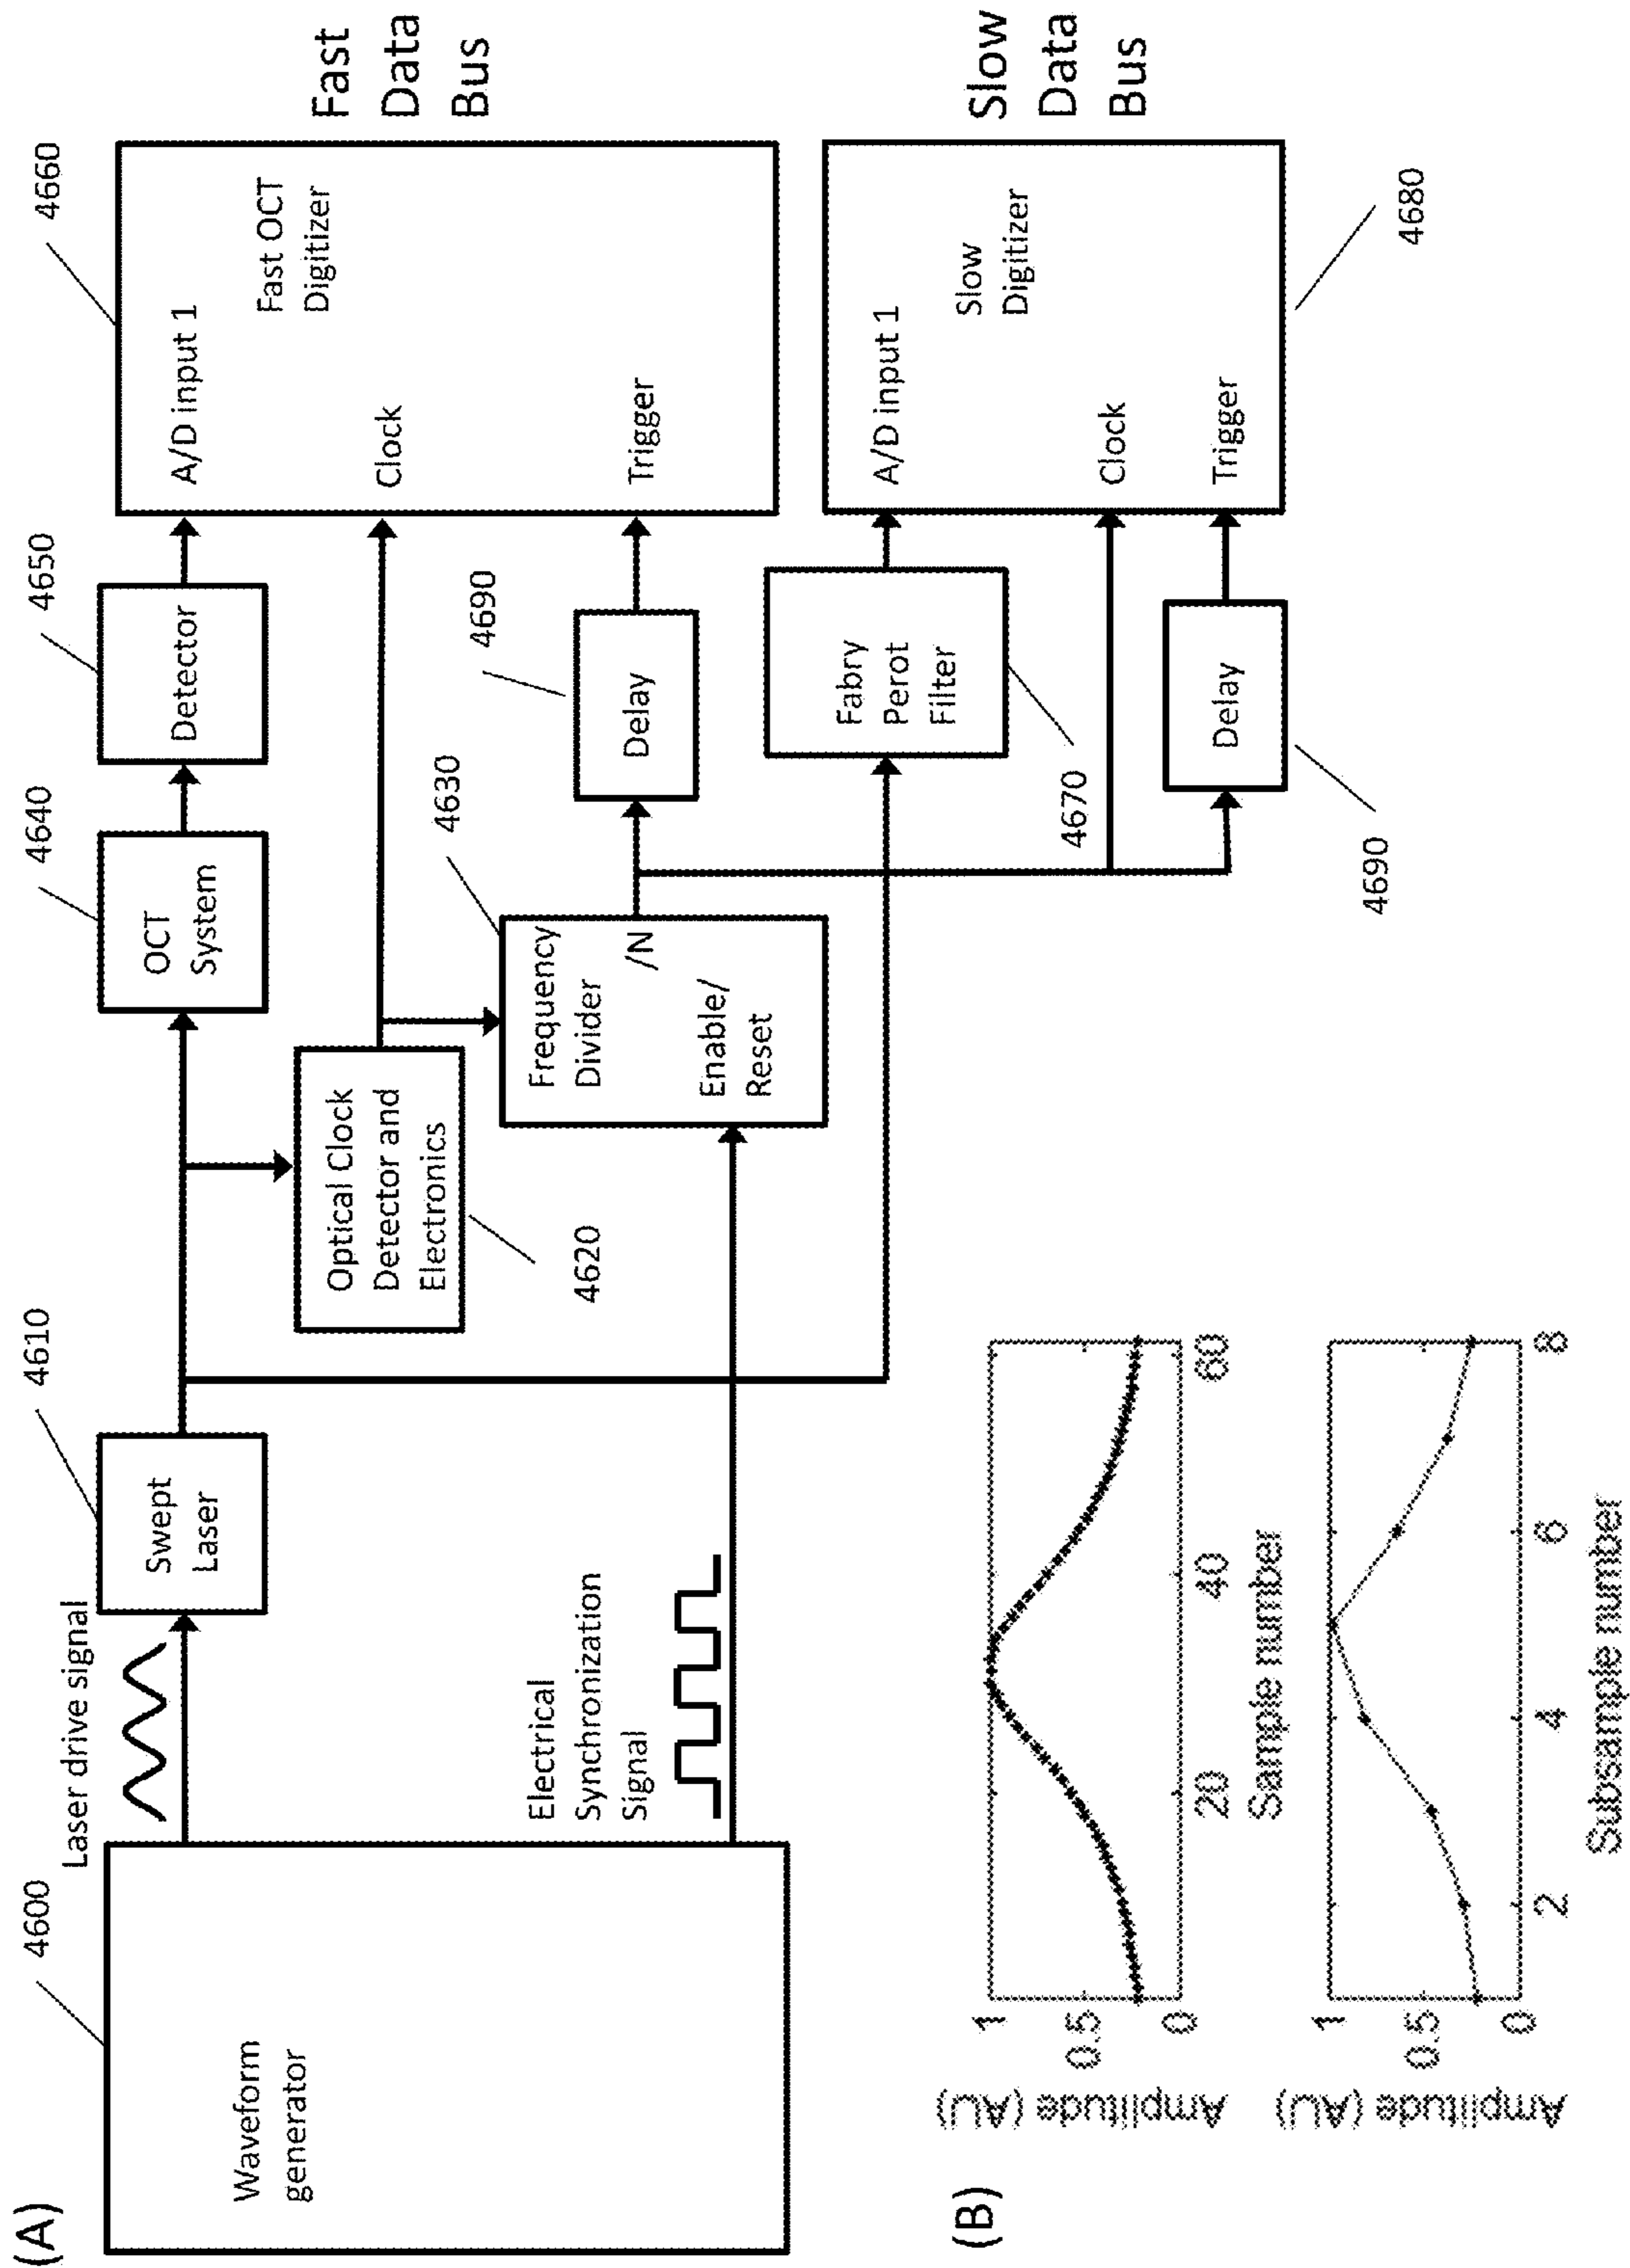 (A)
4600
Waveform
generator
Laser drive signal
Electrical
Synchronization
Signal
4610
Swept
Laser
4620
Optical Clock
Detector and
Electronics
4640
OCT
System
4650
Detector
4630
Frequency
Divider
/N
Enable/
Reset
4690
Delay
4660
A/D input 1
Fast OCT
Digitizer
Clock
Trigger
Fast
Data
Bus
4670
Fabry
Perot
Filter
4690
Delay
4680
A/D input 1
Slow
Digitizer
Clock
Trigger
Slow
Data
Bus
(B)
Amplitude (AU)
1
0.5
0
20
40
60
Sample number
Amplitude (AU)
1
0.5
0
2
4
6
8
Subsample number